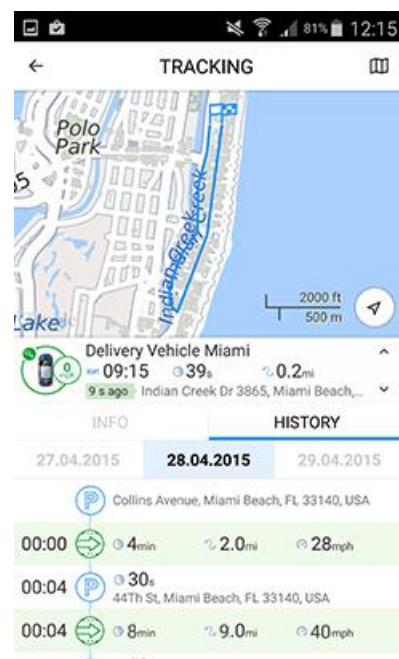 81% 12:15
TRACKING
Polo
Park
Indian Creek
2000 ft
500 m
Lake
Delivery Vehicle Miami
0
mph
09:15 39s 0.2mi
9 s ago Indian Creek Dr 3865, Miami Beach,...
INFO HISTORY
27.04.2015 28.04.2015 29.04.2015
P Collins Avenue, Miami Beach, FL 33140, USA
00:00 4min 2.0mi 28mph
00:04 P 30s
44Th St, Miami Beach, FL 33140, USA
00:04 8min 9.0mi 40mph